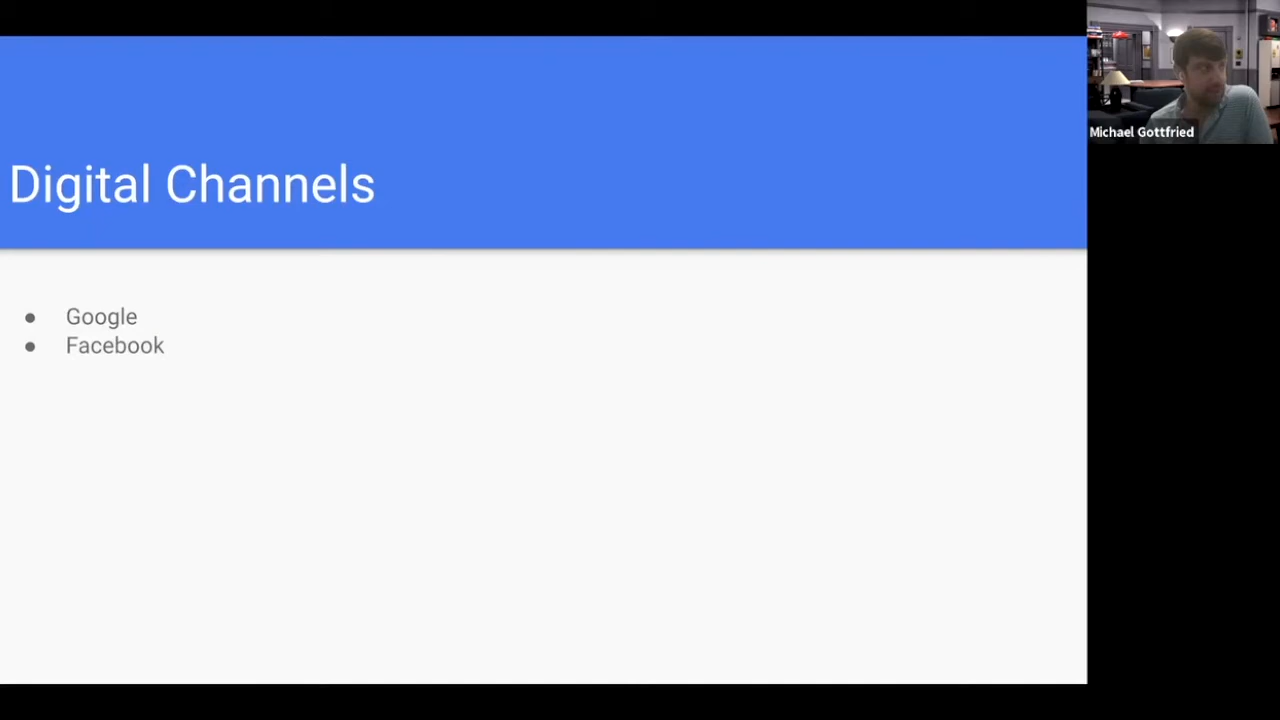 Digital Channels
● Google
● Facebook
Michael Gottfried